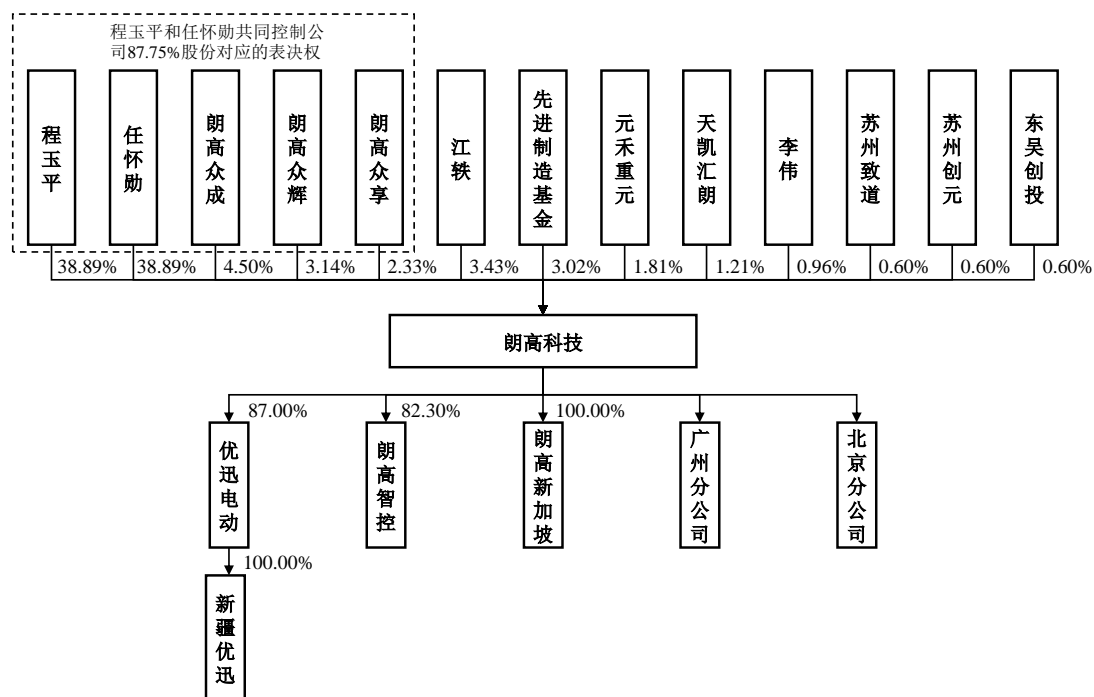 程玉平和任怀勋共同控制公
司87.75%股份对应的表决权
程玉平
任怀勋
朗高众成
朗高众辉
朗高众享
江轶
先进制造基金
元禾重元
天凯汇朗
李伟
苏州致道
苏州创元
东吴创投
38.89%
38.89%
4.50%
3.14%
2.33%
3.43%
3.02%
1.81%
1.21%
0.96%
0.60%
0.60%
0.60%
朗高科技
87.00%
82.30%
100.00%
优迅电动
朗高智控
朗高新加坡
广州分公司
北京分公司
100.00%
新疆优迅